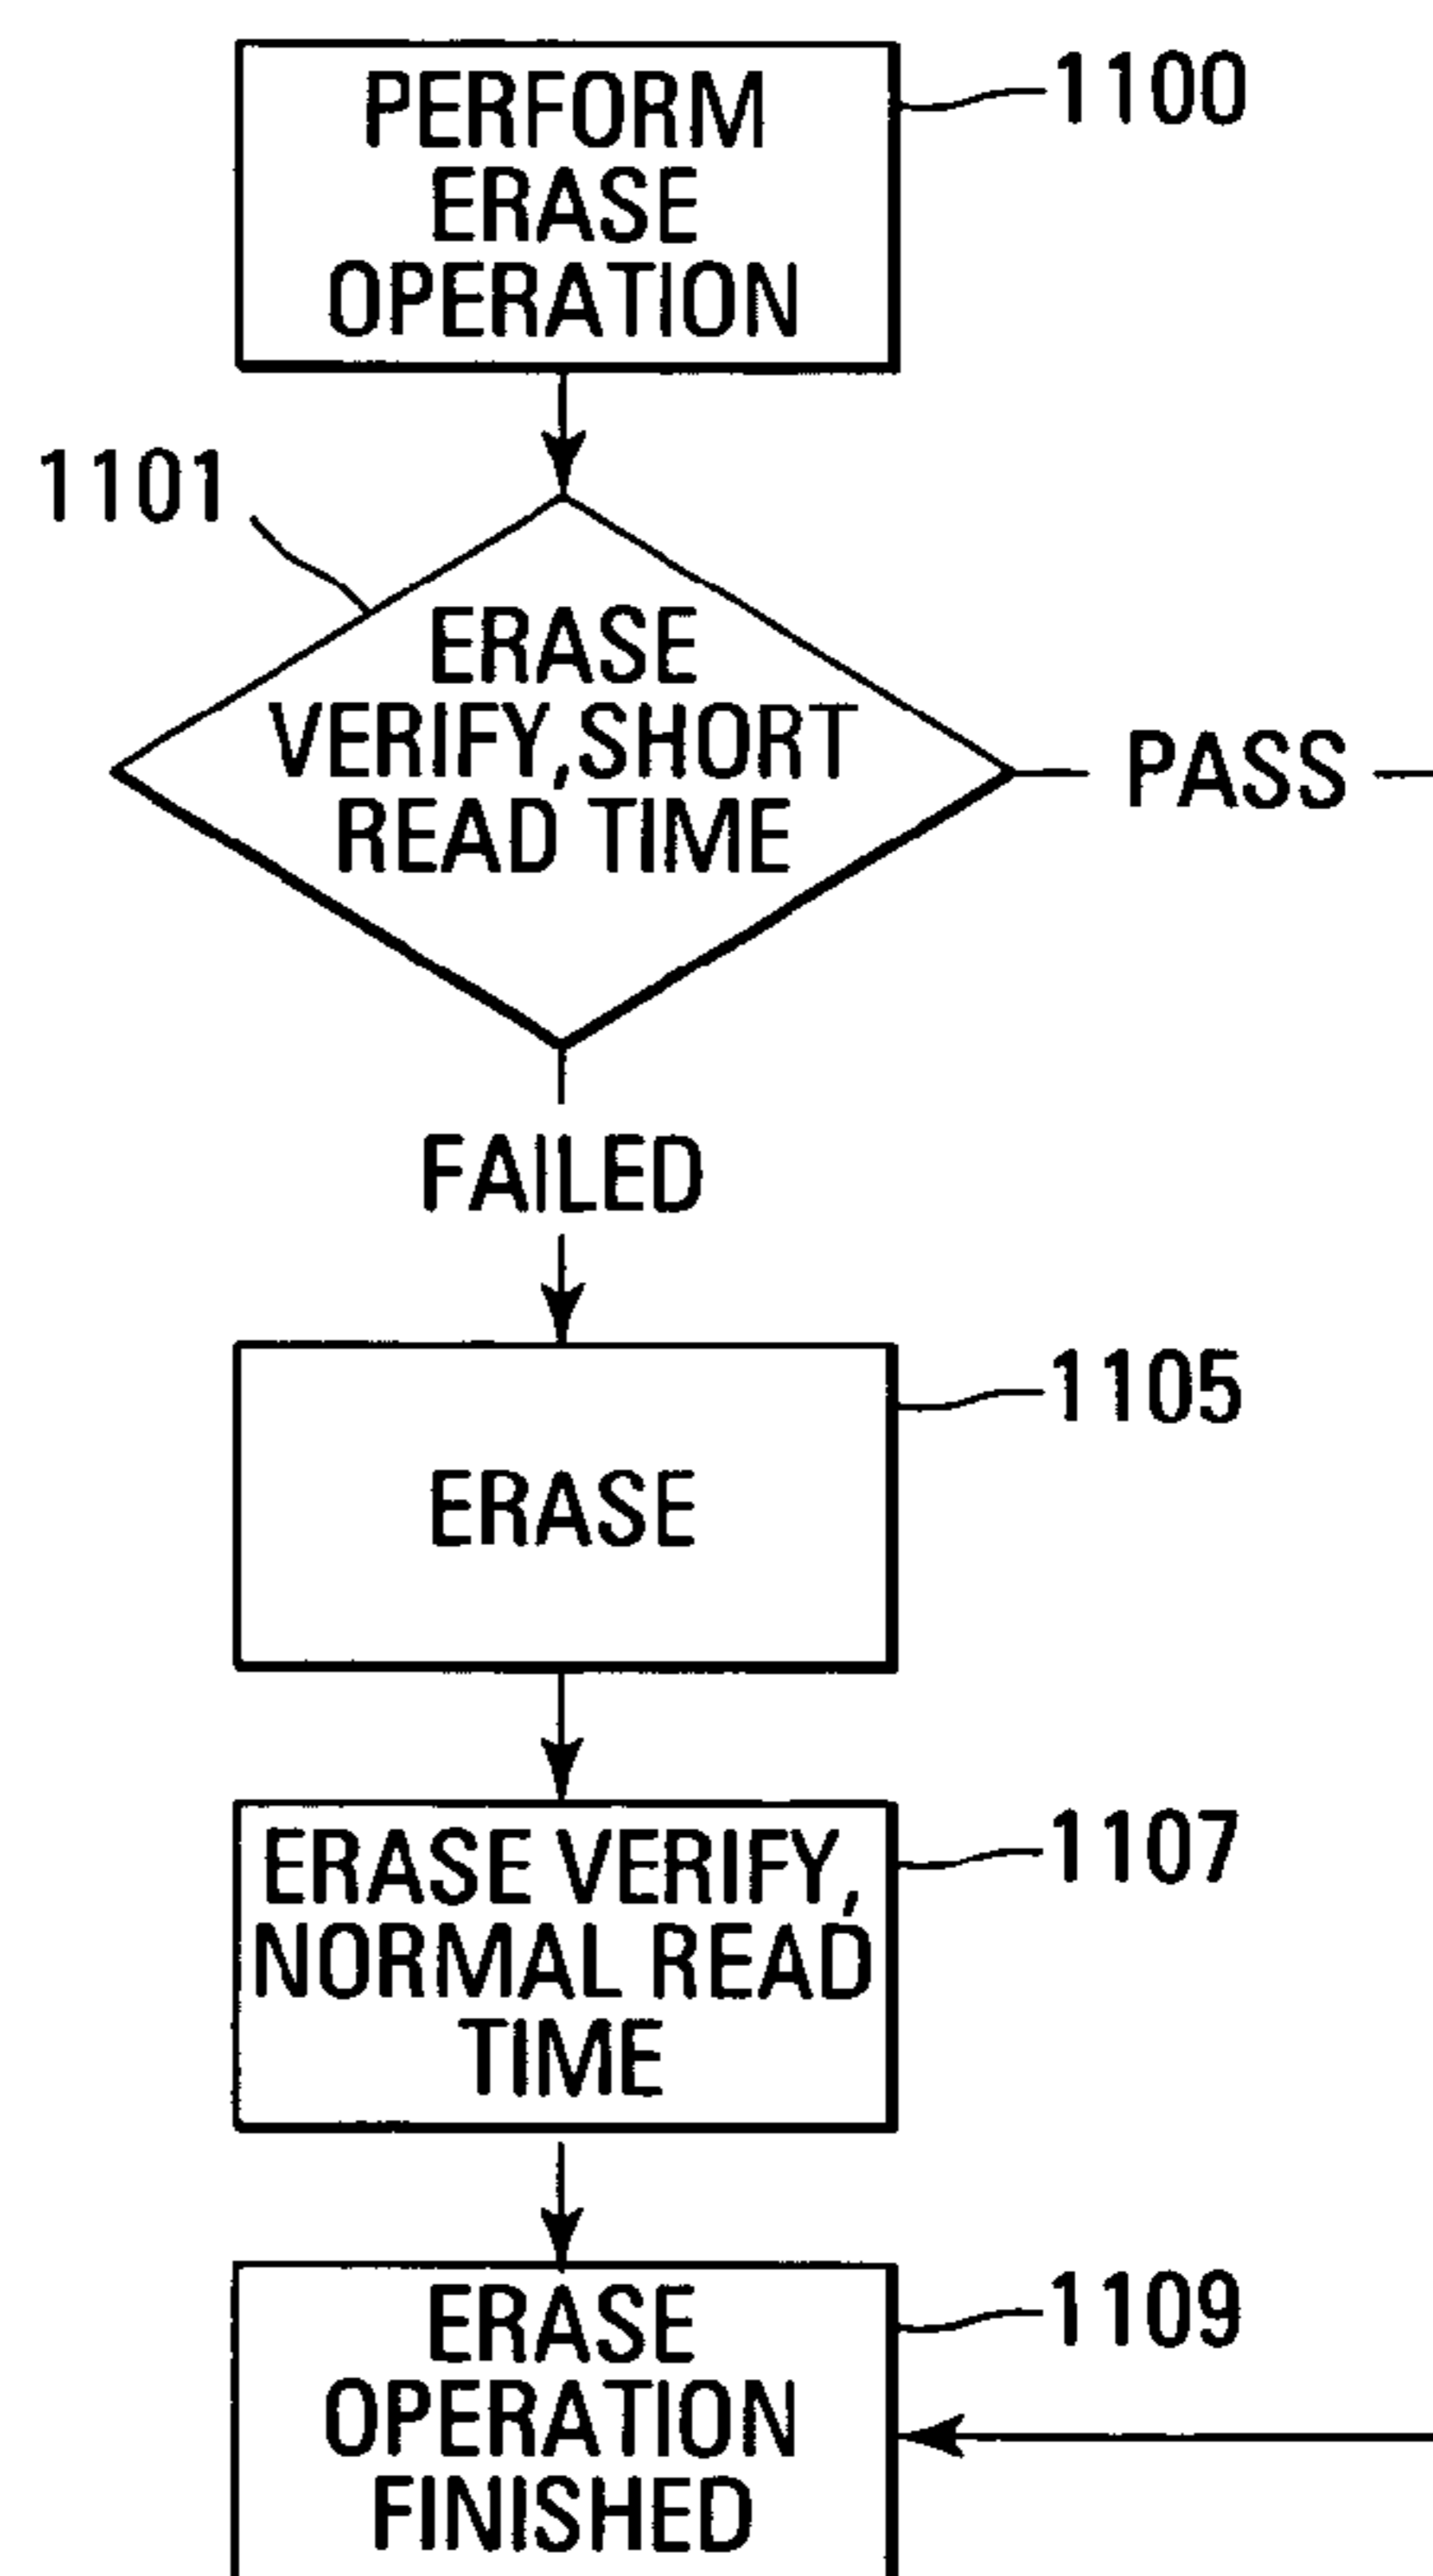 PERFORM
ERASE
OPERATION
1100
1101
ERASE
VERIFY, SHORT
READ TIME
PASS
FAILED
ERASE
1105
ERASE VERIFY,
NORMAL READ
TIME
1107
ERASE
OPERATION
FINISHED
1109